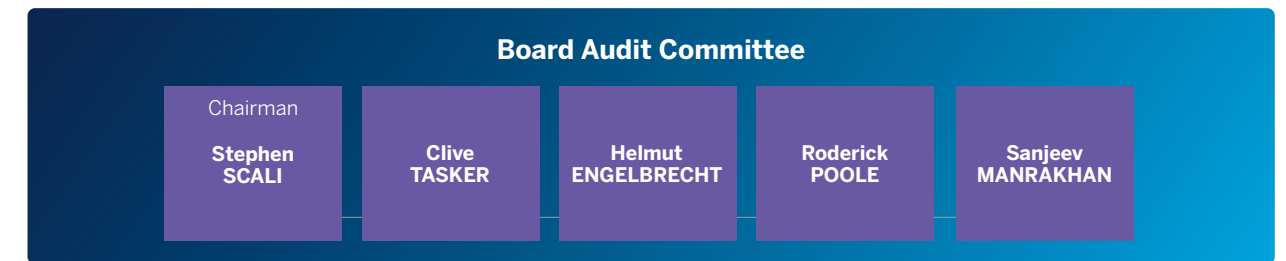 Board Audit Committee
Chairman
Stephen
SCALI
Clive
TASKER
Helmut
ENGELBRECHT
Roderick
POOLE
Sanjeev
MANRAKHAN